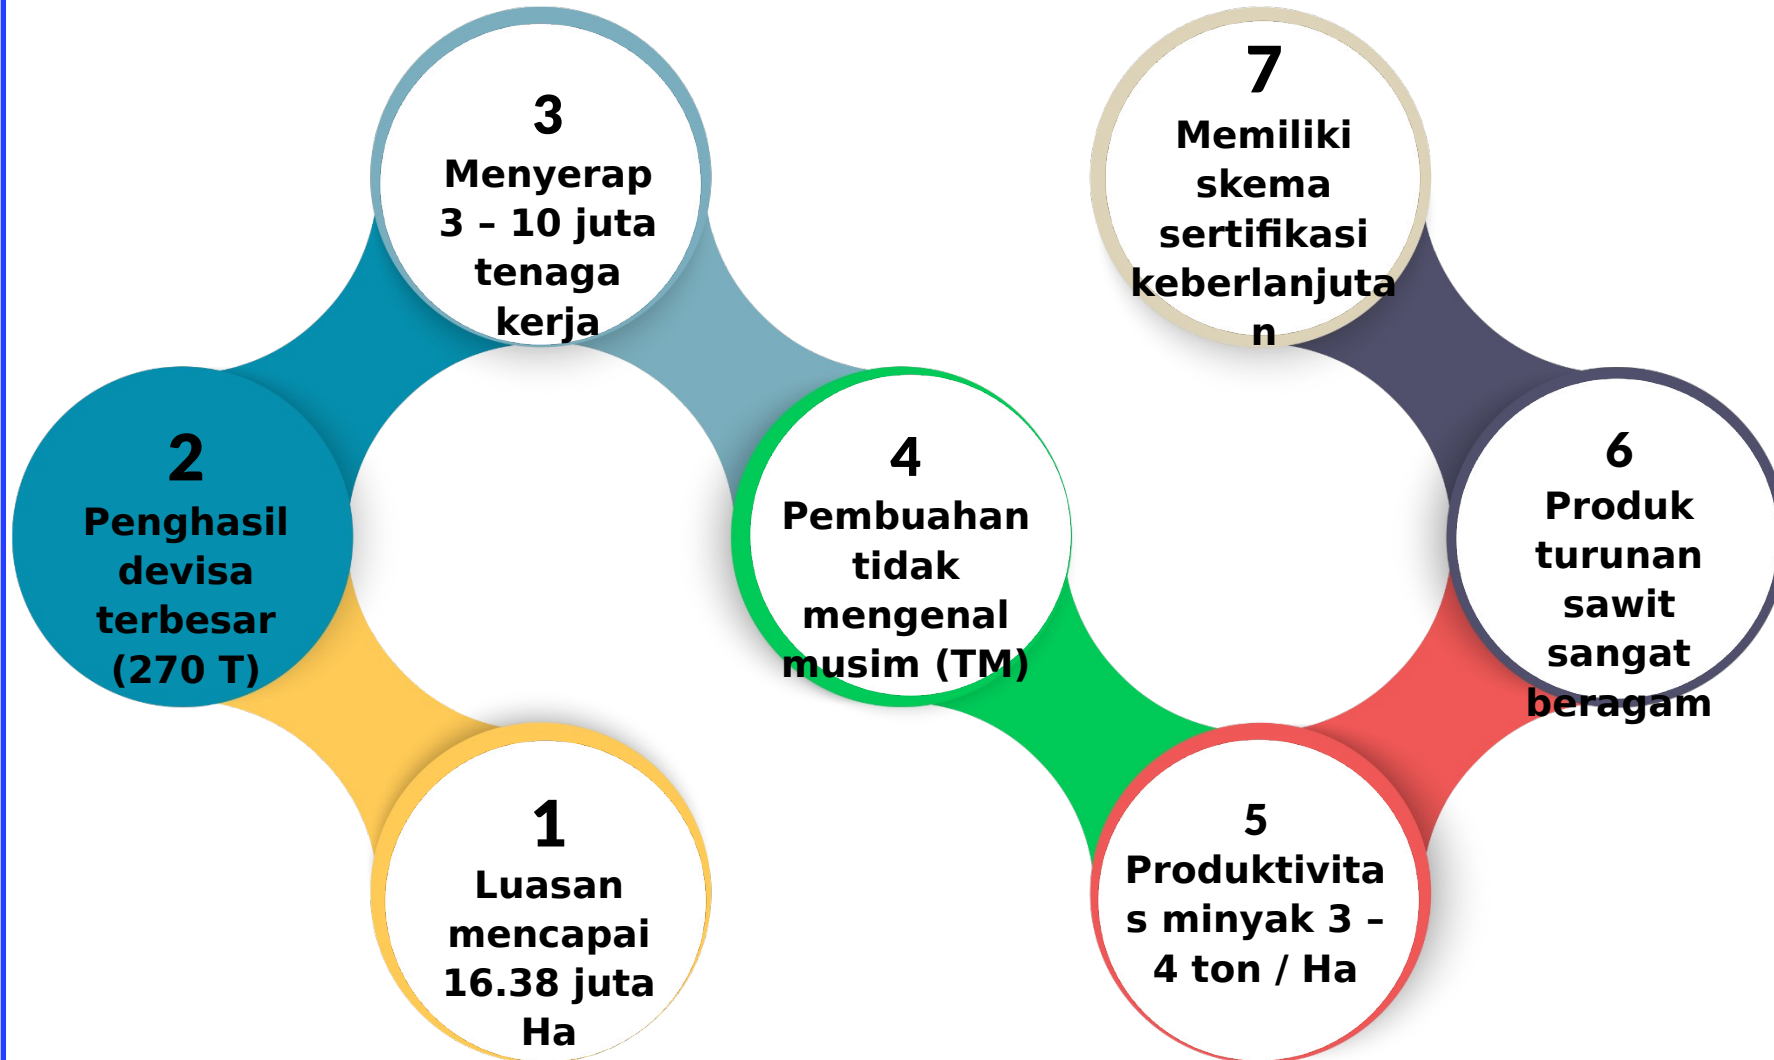 1
Luasan
mencapai
16.38 juta
Ha
2
Penghasil
devisa
terbesar
(270 T)
3
Menyerap
3 – 10 juta
tenaga
kerja
4
Pembuahan
tidak
mengenal
musim (TM)
5
Produktivita
s minyak 3 –
4 ton / Ha
6
Produk
turunan
sawit
sangat
beragam
7
Memiliki
skema
sertifikasi
keberlanjuta
n